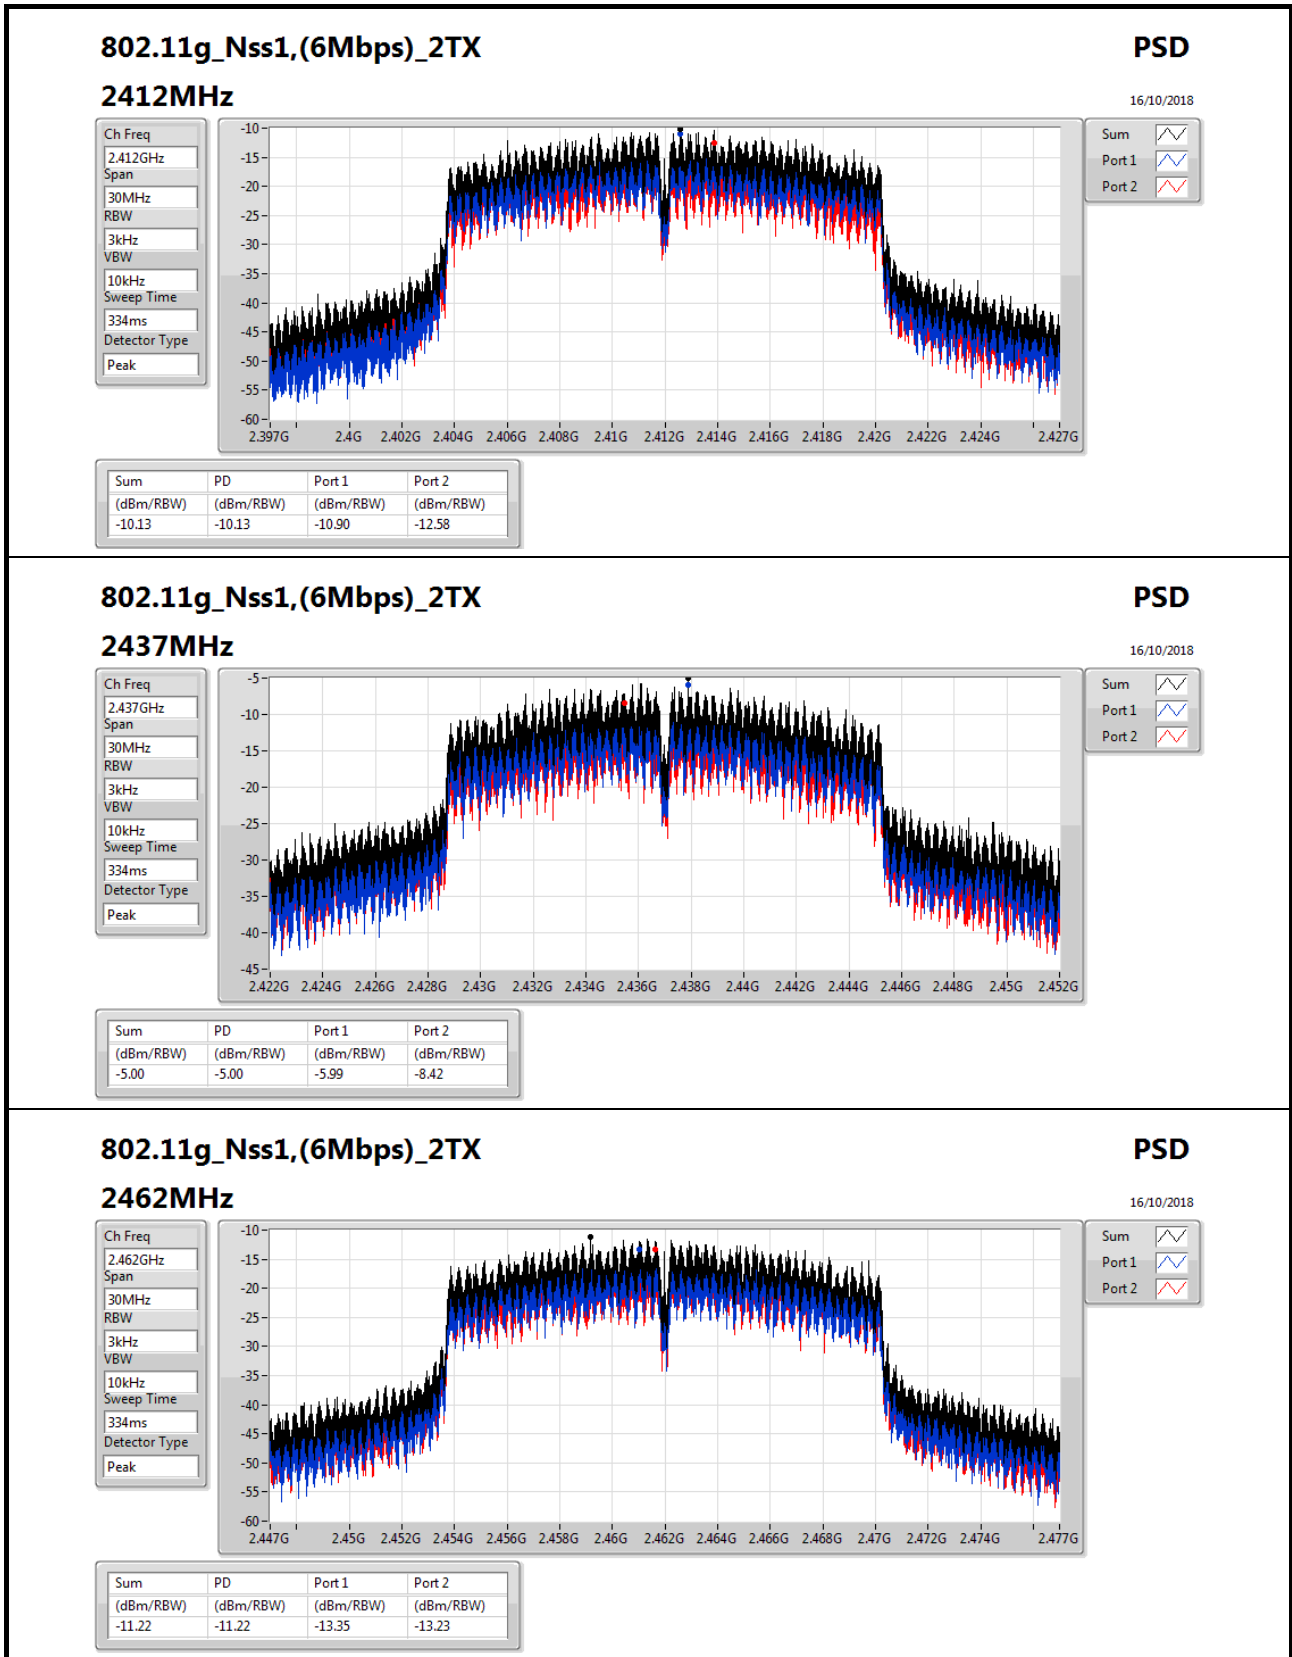 802.11g_Nss1,(6Mbps)_2TX PSD
2412MHz 16/10/2018
Ch Freq
2.412GHz
Span
30MHz
RBW
3kHz
VBW
10kHz
Sweep Time
334ms
Detector Type
Peak
-10
-15
-20
-25
-30
-35
-40
-45
-50
-55
-60
2.397G 2.4G 2.402G 2.404G 2.406G 2.408G 2.41G 2.412G 2.414G 2.416G 2.418G 2.42G 2.422G 2.424G 2.427G
Sum
Port 1
Port 2
Sum PD Port 1 Port 2
(dBm/RBW) (dBm/RBW) (dBm/RBW) (dBm/RBW)
-10.13 -10.13 -10.90 -12.58
802.11g_Nss1,(6Mbps)_2TX PSD
2437MHz 16/10/2018
Ch Freq
2.437GHz
Span
30MHz
RBW
3kHz
VBW
10kHz
Sweep Time
334ms
Detector Type
Peak
-5
-10
-15
-20
-25
-30
-35
-40
-45
2.422G 2.424G 2.426G 2.428G 2.43G 2.432G 2.434G 2.436G 2.438G 2.44G 2.442G 2.444G 2.446G 2.448G 2.45G 2.452G
Sum
Port 1
Port 2
Sum PD Port 1 Port 2
(dBm/RBW) (dBm/RBW) (dBm/RBW) (dBm/RBW)
-5.00 -5.00 -5.99 -8.42
802.11g_Nss1,(6Mbps)_2TX PSD
2462MHz 16/10/2018
Ch Freq
2.462GHz
Span
30MHz
RBW
3kHz
VBW
10kHz
Sweep Time
334ms
Detector Type
Peak
-10
-15
-20
-25
-30
-35
-40
-45
-50
-55
-60
2.447G 2.45G 2.452G 2.454G 2.456G 2.458G 2.46G 2.462G 2.464G 2.466G 2.468G 2.47G 2.472G 2.474G 2.477G
Sum
Port 1
Port 2
Sum PD Port 1 Port 2
(dBm/RBW) (dBm/RBW) (dBm/RBW) (dBm/RBW)
-11.22 -11.22 -13.35 -13.23